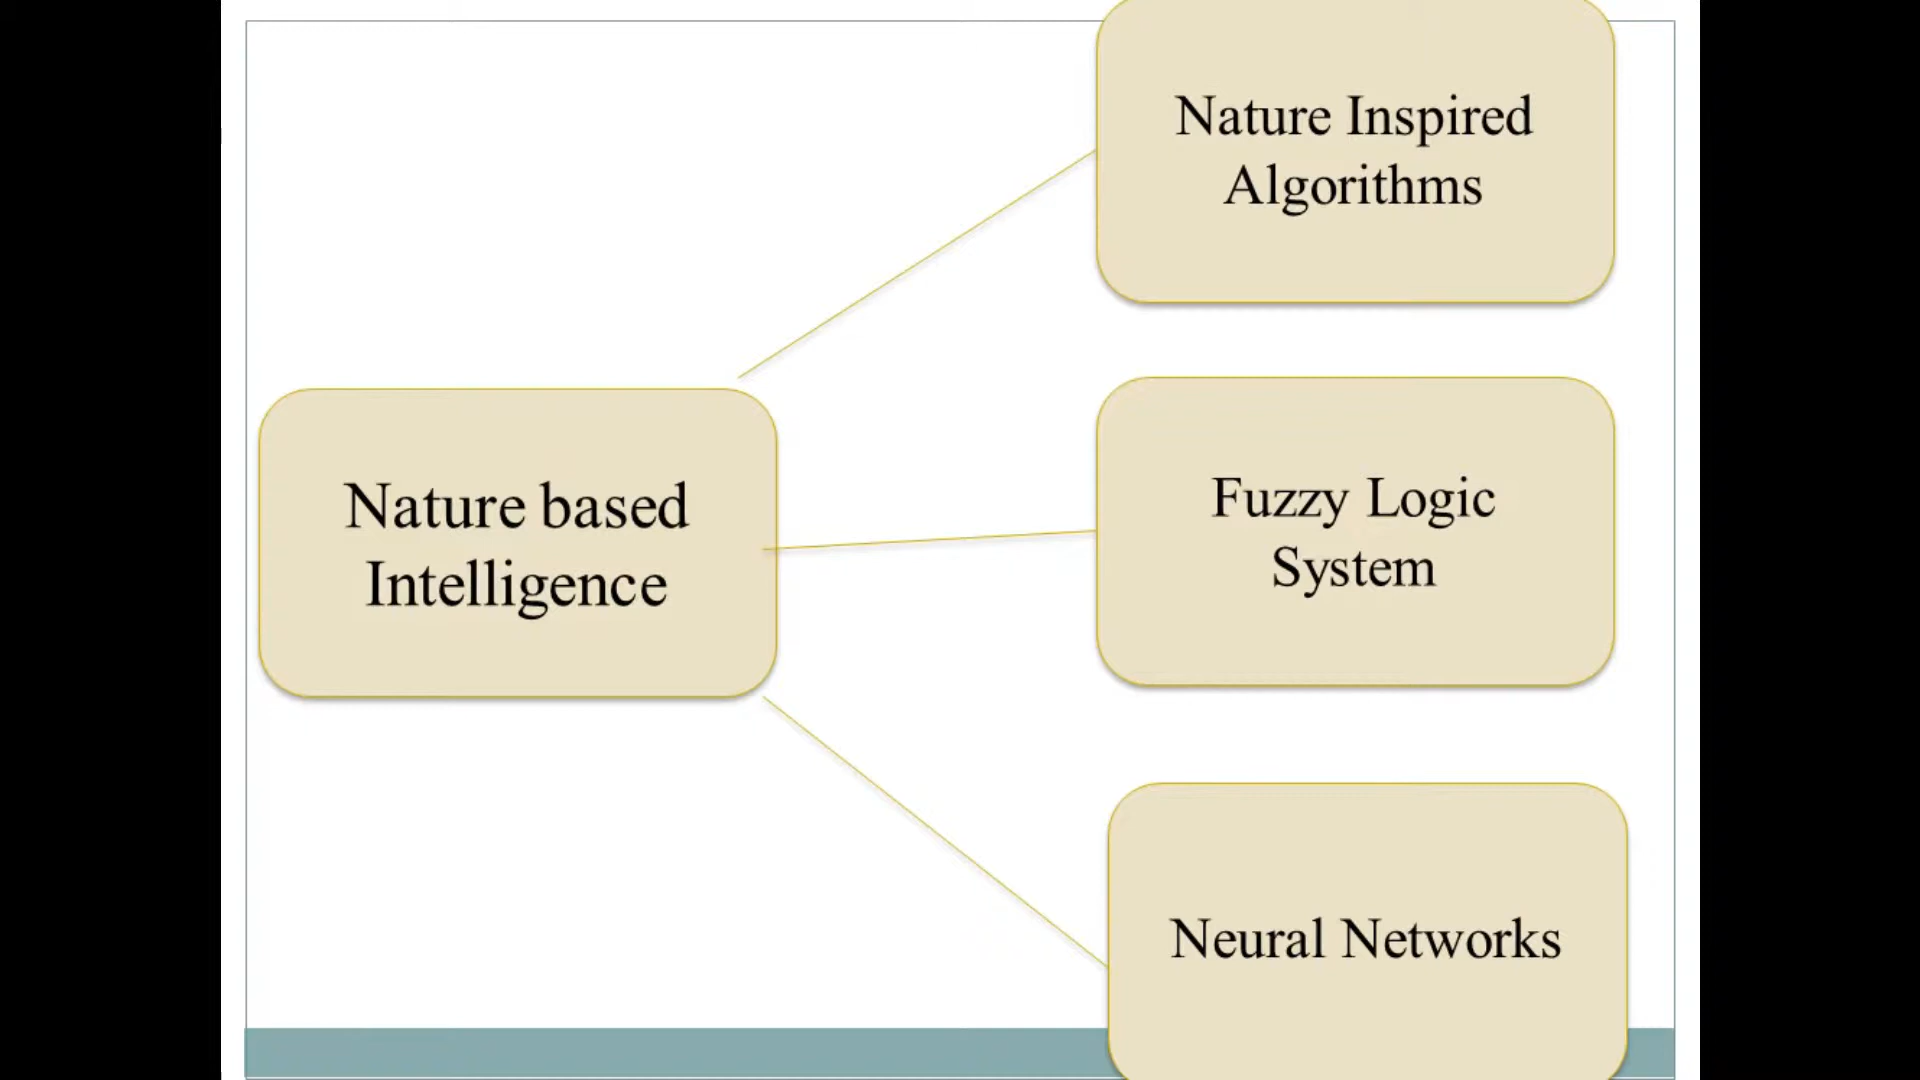 Nature Inspired
Algorithms
Nature based
Intelligence
Fuzzy Logic
System
Neural Networks